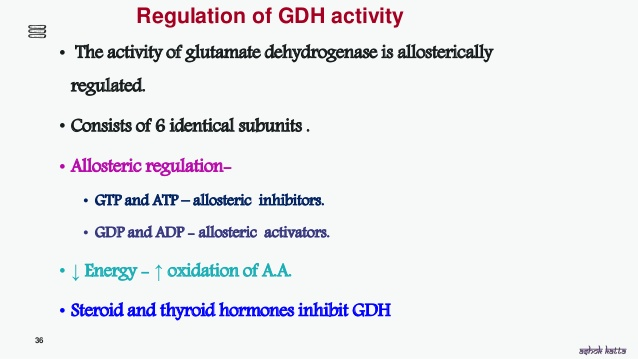 Regulation of GDH activity
• The activity of glutamate dehydrogenase is allosterically
regulated.
• Consists of 6 identical subunits .
• Allosteric regulation-
• GTP and ATP – allosteric inhibitors.
• GDP and ADP - allosteric activators.
• ↓ Energy - ↑ oxidation of A.A.
• Steroid and thyroid hormones inhibit GDH
36
ashok katta